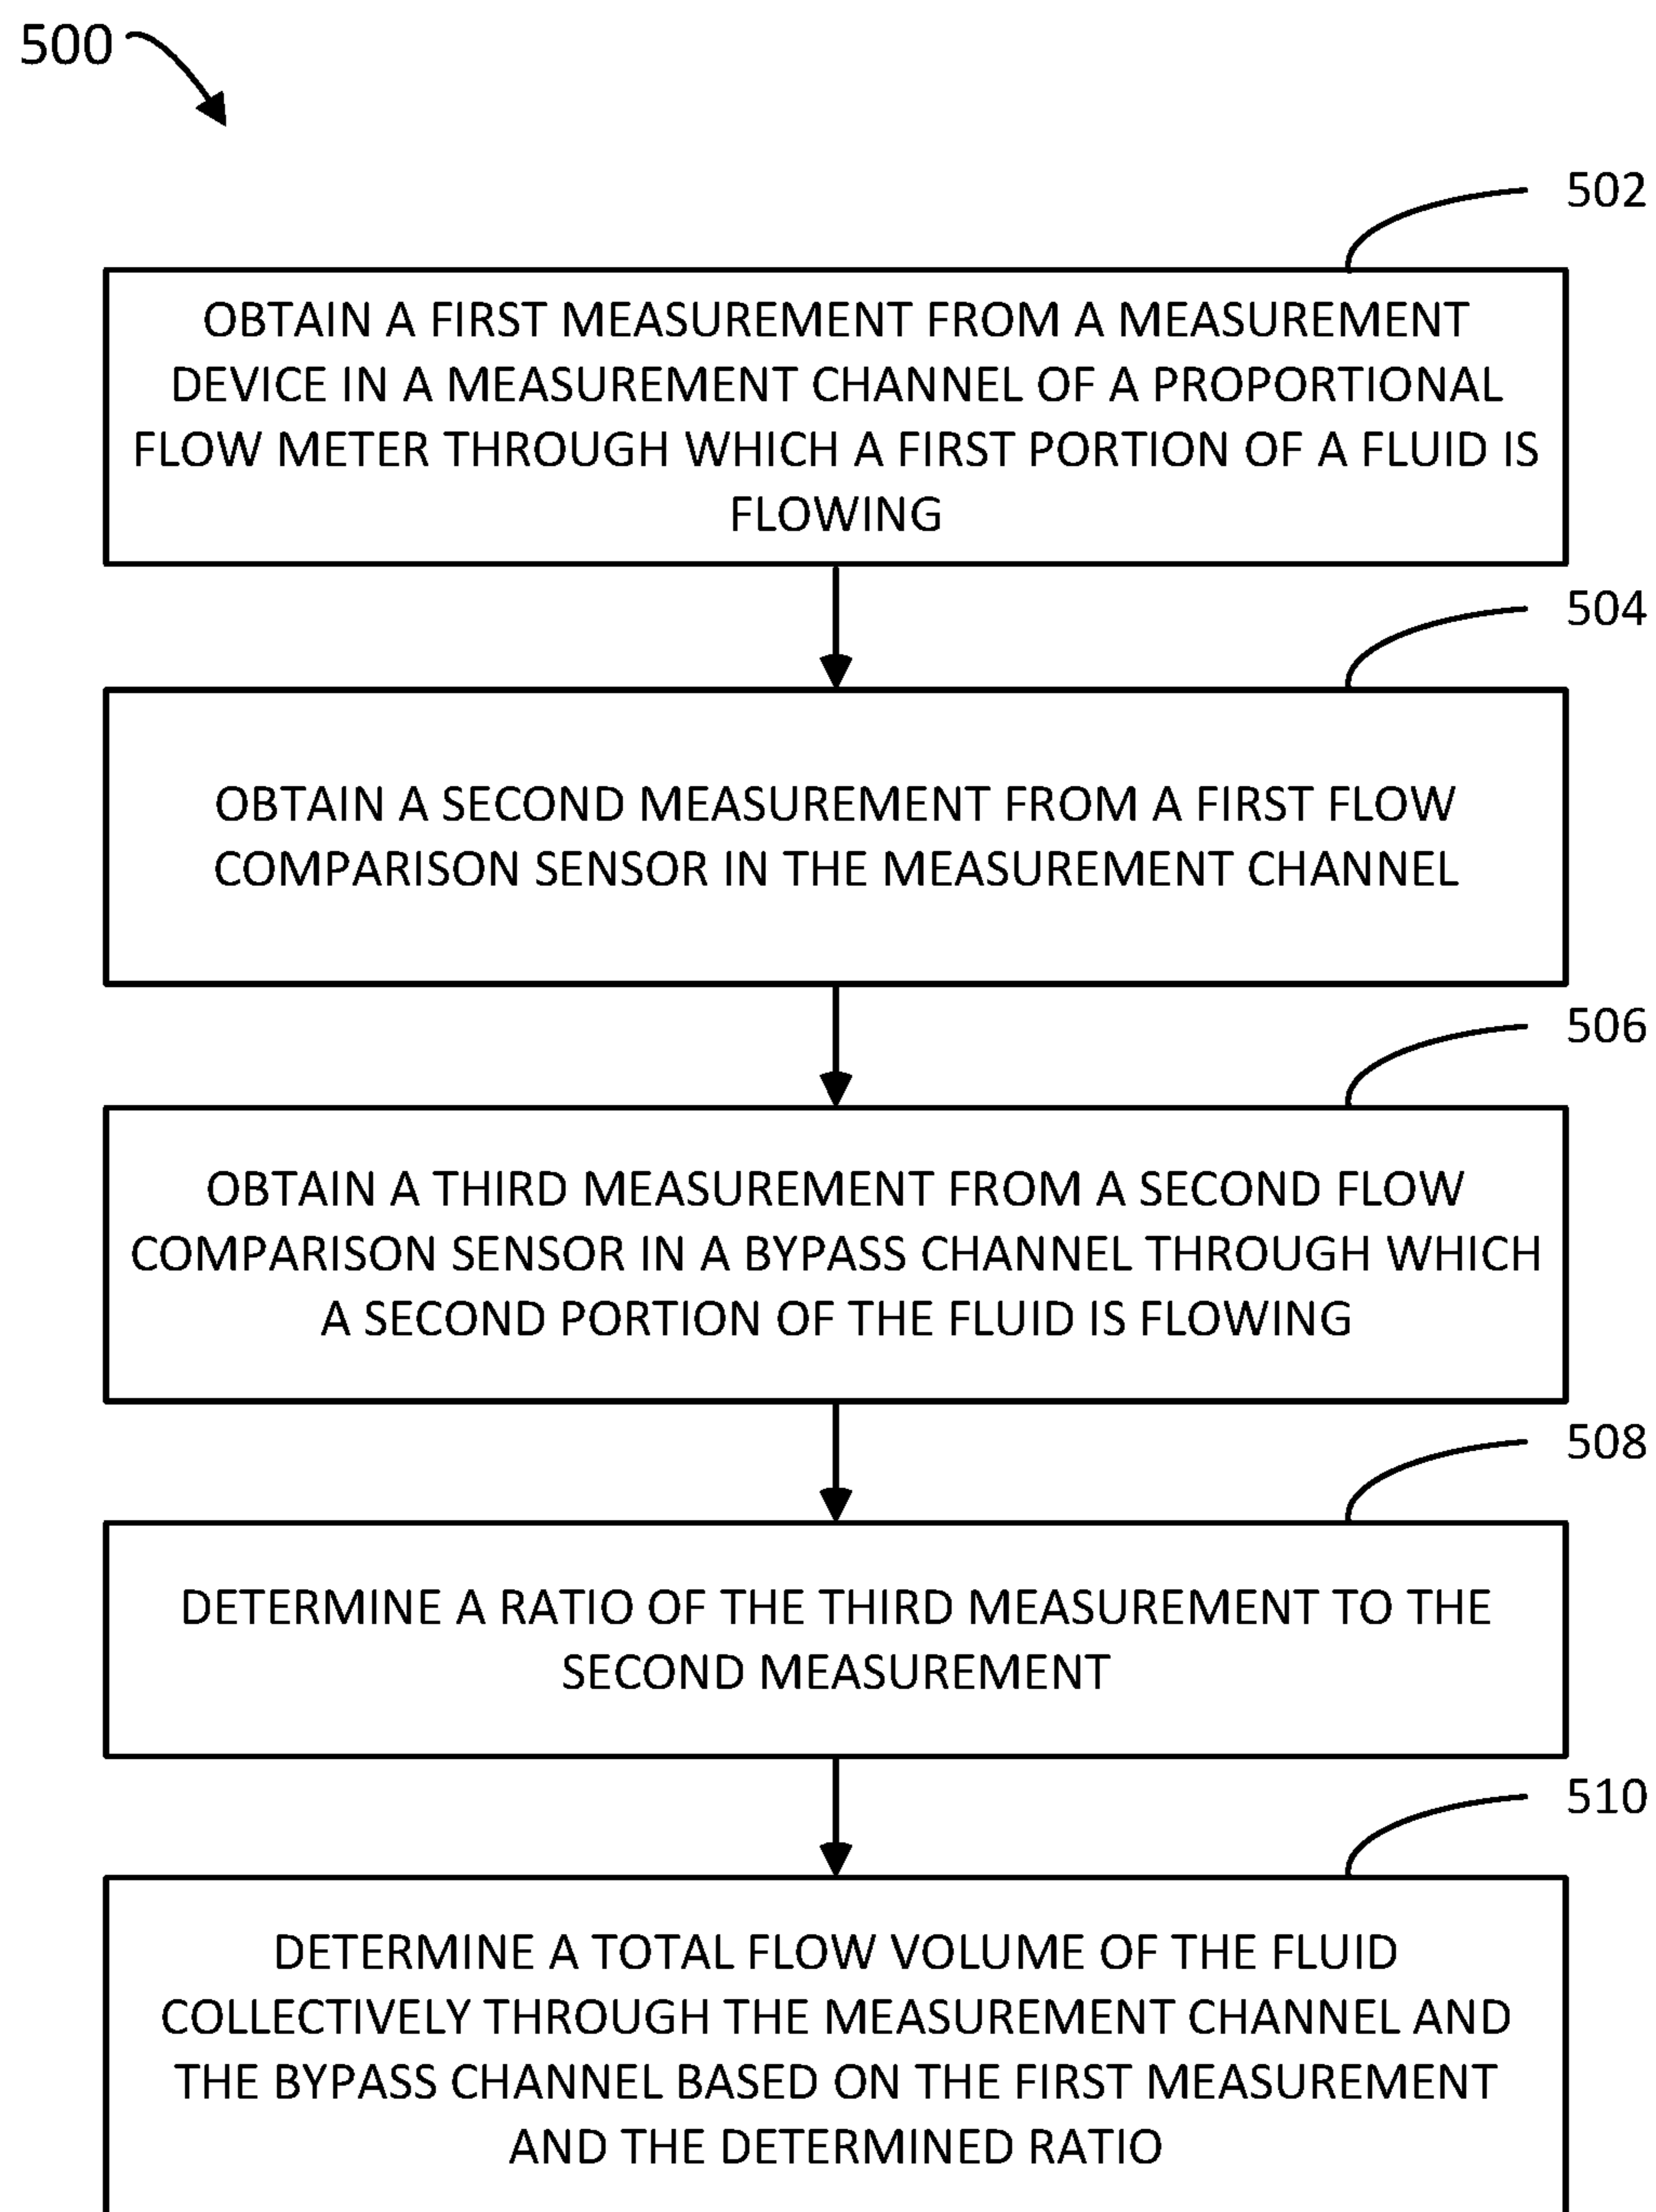 500
502
OBTAIN A FIRST MEASUREMENT FROM A MEASUREMENT
DEVICE IN A MEASUREMENT CHANNEL OF A PROPORTIONAL
FLOW METER THROUGH WHICH A FIRST PORTION OF A FLUID IS
FLOWING
504
OBTAIN A SECOND MEASUREMENT FROM A FIRST FLOW
COMPARISON SENSOR IN THE MEASUREMENT CHANNEL
506
OBTAIN A THIRD MEASUREMENT FROM A SECOND FLOW
COMPARISON SENSOR IN A BYPASS CHANNEL THROUGH WHICH
A SECOND PORTION OF THE FLUID IS FLOWING
508
DETERMINE A RATIO OF THE THIRD MEASUREMENT TO THE
SECOND MEASUREMENT
510
DETERMINE A TOTAL FLOW VOLUME OF THE FLUID
COLLECTIVELY THROUGH THE MEASUREMENT CHANNEL AND
THE BYPASS CHANNEL BASED ON THE FIRST MEASUREMENT
AND THE DETERMINED RATIO